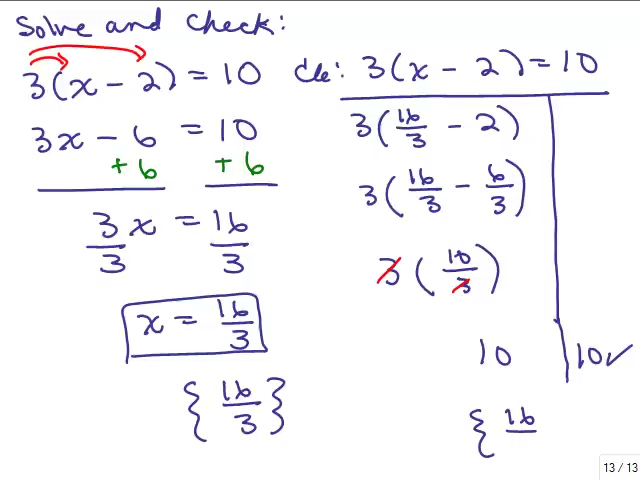 Solve and Check:
3(x - 2) = 10
3x - 6 = 10
+6 +6
3/3 x = 16/3
x = 16/3
{16/3}
Ck: 3(x - 2) = 10
3(16/3 - 2)
3(16/3 - 6/3)
3(10/3)
10 10✓
{16
13 / 13